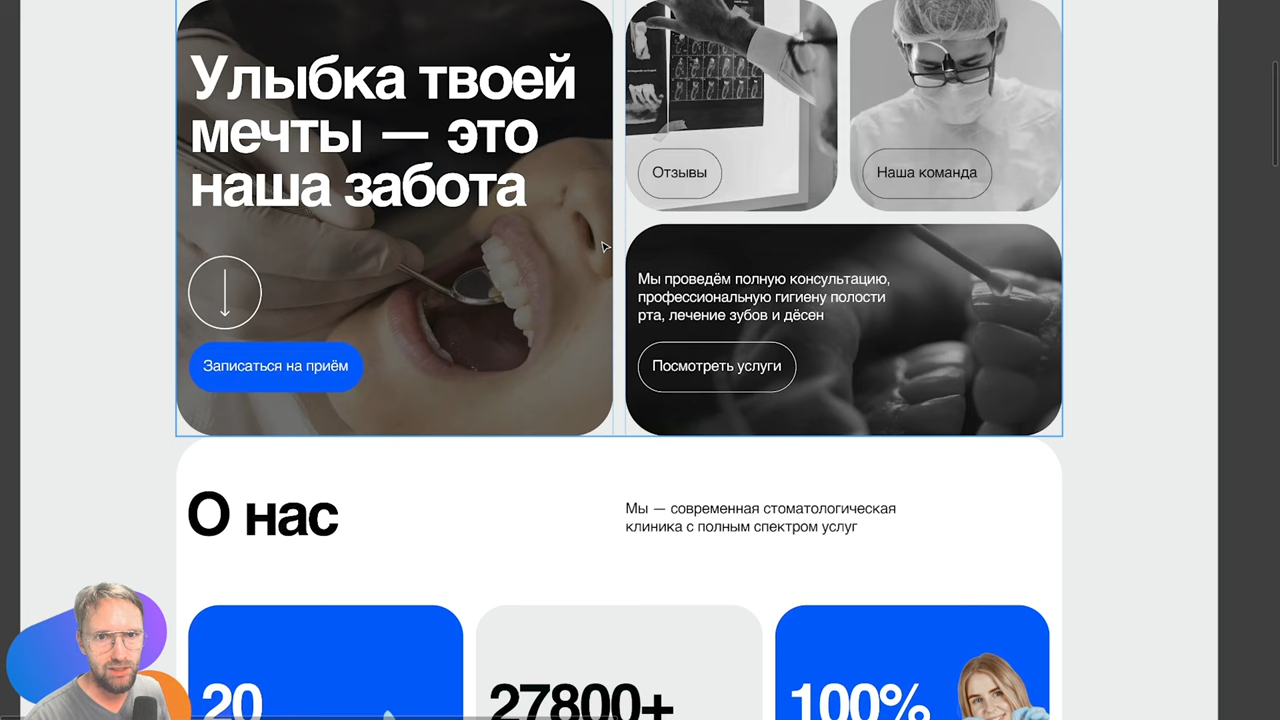 Улыбка твоей
мечты — это
наша забота
Записаться на приём
Отзывы
Наша команда
Мы проведём полную консультацию,
профессиональную гигиену полости
рта, лечение зубов и дёсен
Посмотреть услуги
О нас
Мы — современная стоматологическая
клиника с полным спектром услуг
20
27800+
100%